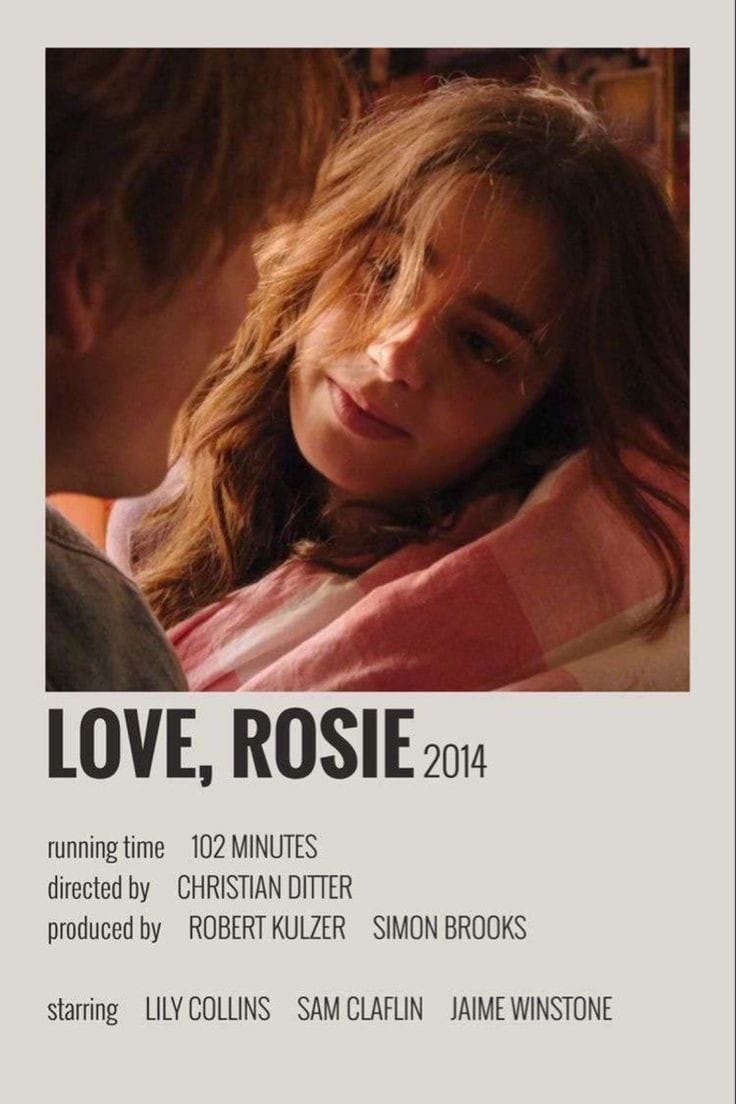 LOVE, ROSIE 2014
running time 102 MINUTES
directed by CHRISTIAN DITTER
produced by ROBERT KULZER SIMON BROOKS
starring LILY COLLINS SAM CLAFLIN JAIME WINSTONE